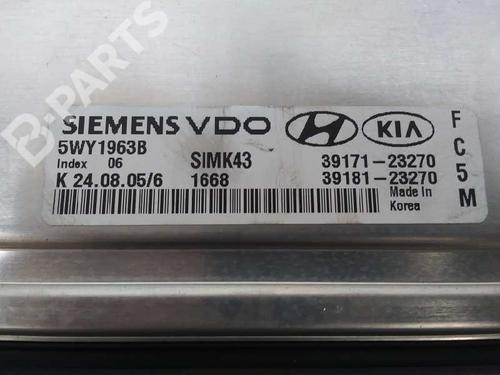 B-PARTS
SIEMENS VDO HYUNDAI KIA
5WY1963B
Index 06 SIMK43 39171-23270
K 24.08.05/6 1668 39181-23270
Made In
Korea
F
C
5
M